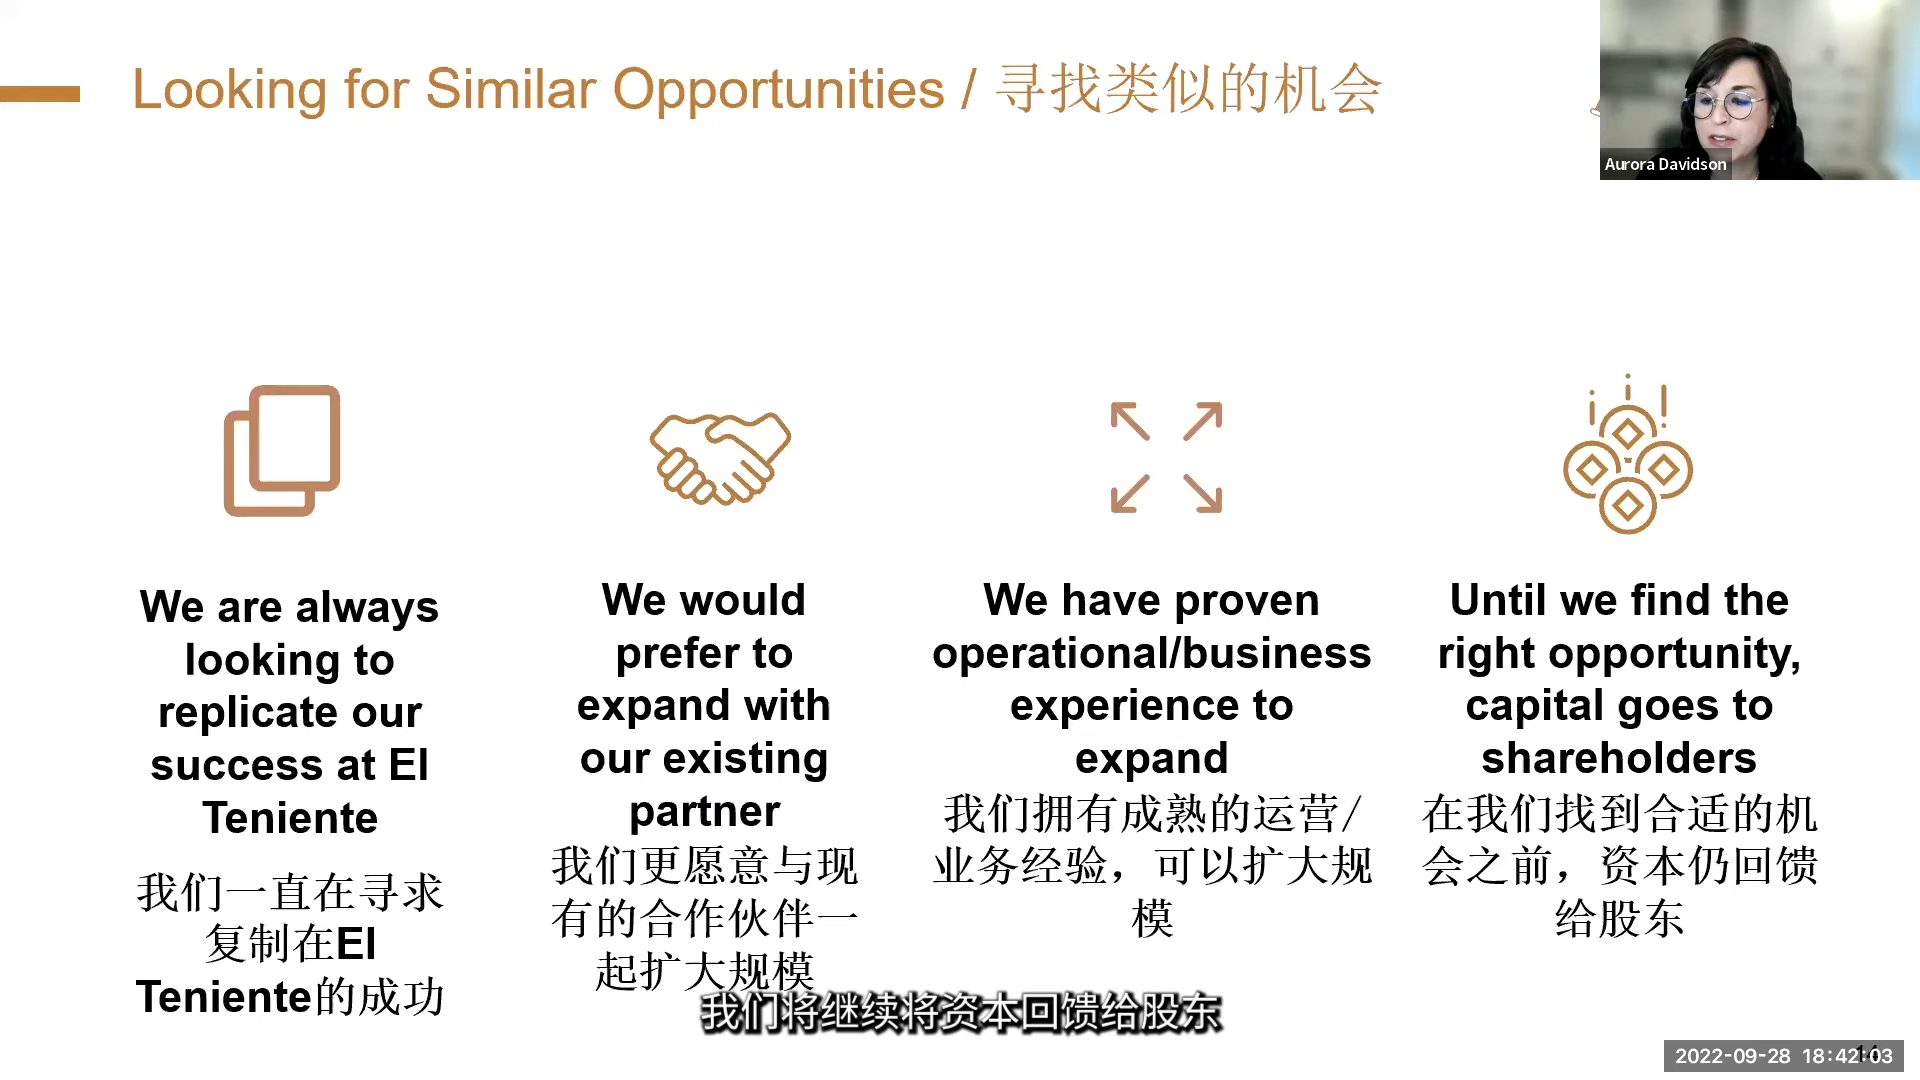 Looking for Similar Opportunities / 寻找类似的机会
Aurora Davidson
We are always
looking to
replicate our
success at El
Teniente
我们一直在寻求
复制在El
Teniente的成功
We would
prefer to
expand with
our existing
partner
我们更愿意与现
有的合作伙伴一
起扩大规模
We have proven
operational/business
experience to
expand
我们拥有成熟的运营/
业务经验，可以扩大规
模
Until we find the
right opportunity,
capital goes to
shareholders
在我们找到合适的机
会之前，资本仍回馈
给股东
我们将继续将资本回馈给股东
2022-09-28 18:42:03